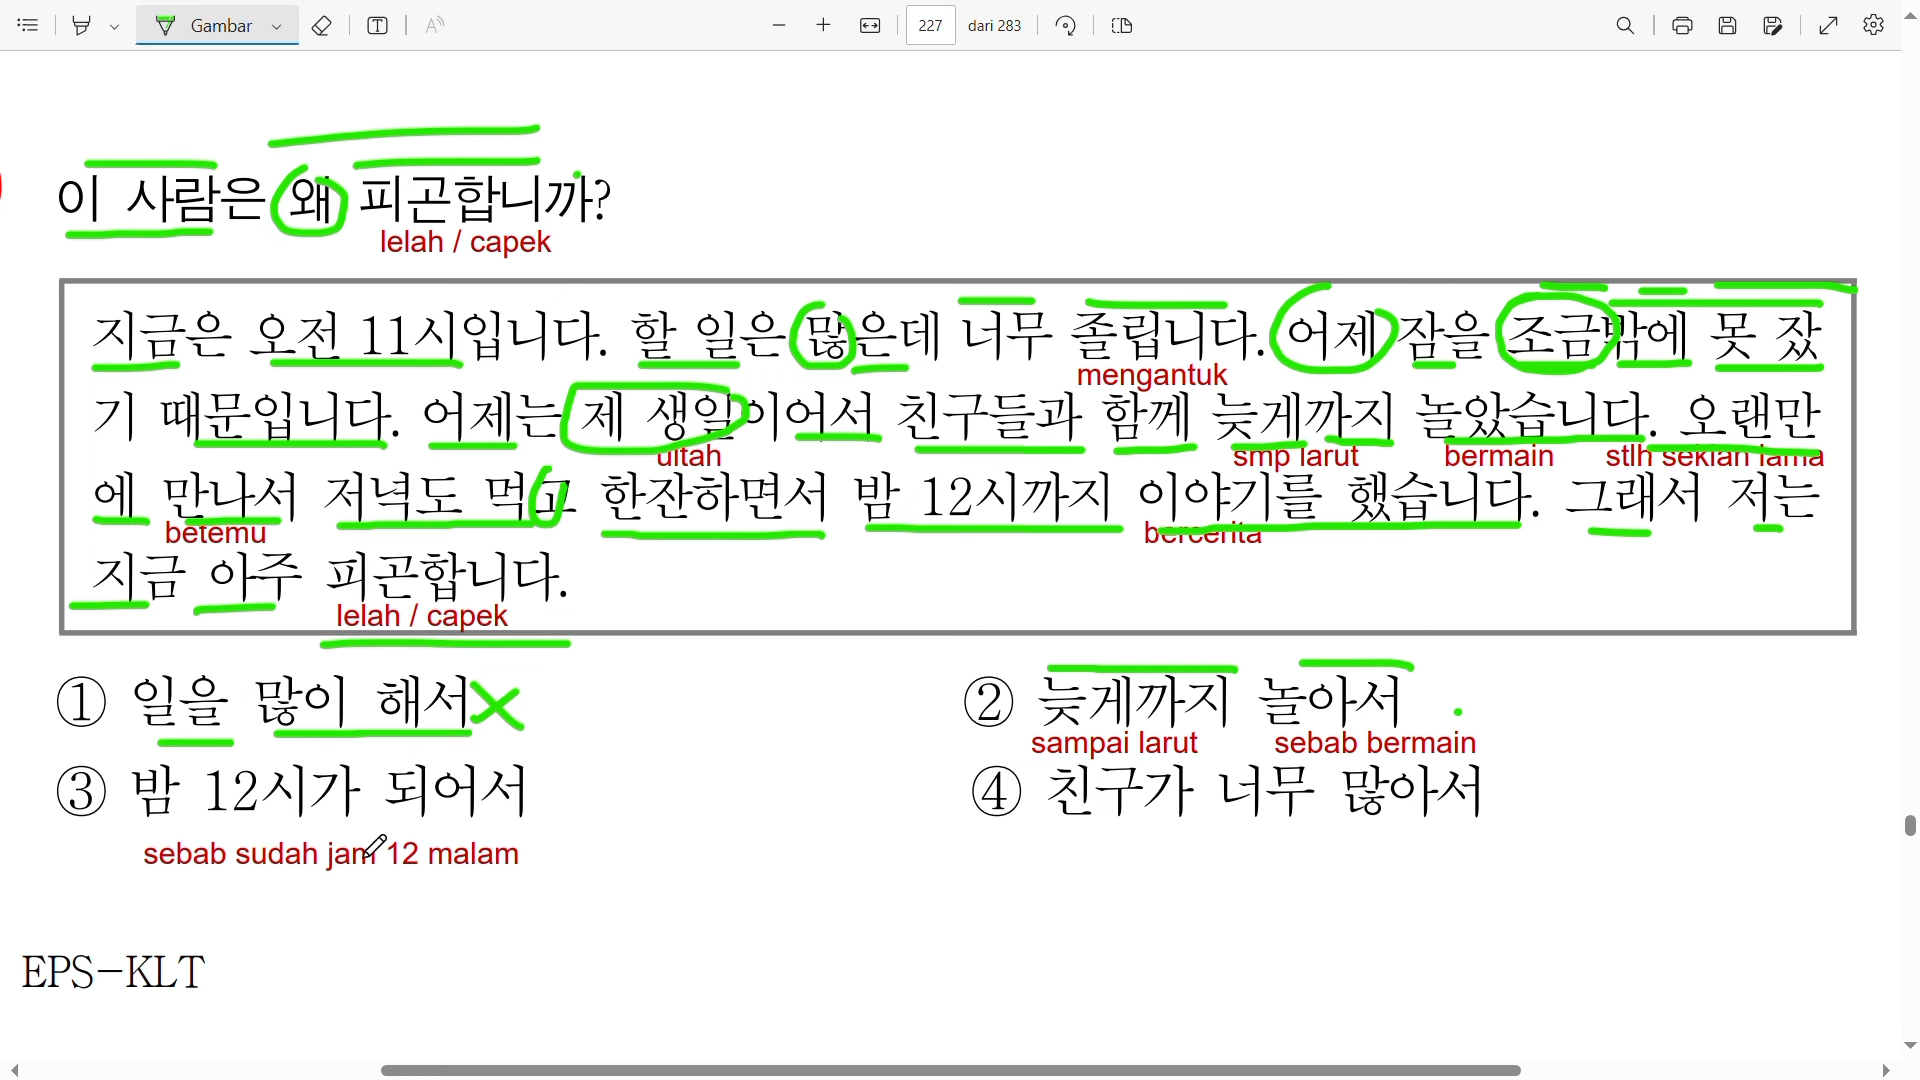 Gambar
227 dari 283
이 사람은 왜 피곤합니까?
lelah / capek
지금은 오전 11시입니다. 할 일은 많은데 너무 졸립니다. 어제 잠을 조금밖에 못 잤
mengantuk
기 때문입니다. 어제는 제 생일이어서 친구들과 함께 늦게까지 놀았습니다. 오랜만
ultah smp larut bermain stlh sekian lama
에 만나서 저녁도 먹고 한잔하면서 밤 12시까지 이야기를 했습니다. 그래서 저는
betemu bercerita
지금 아주 피곤합니다.
lelah / capek
① 일을 많이 해서 ② 늦게까지 놀아서
sampai larut sebab bermain
③ 밤 12시가 되어서 ④ 친구가 너무 많아서
sebab sudah jam 12 malam
EPS-KLT